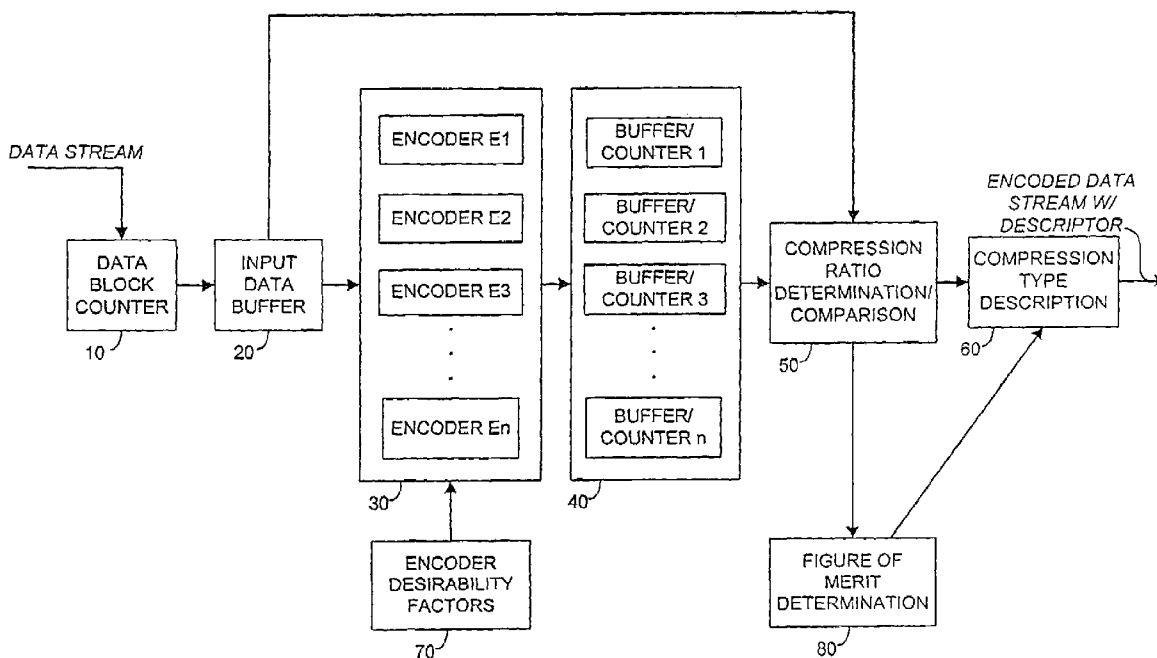 DATA STREAM
DATA
BLOCK
COUNTER
10
INPUT
DATA
BUFFER
20
ENCODER E1
ENCODER E2
ENCODER E3
.
.
.
ENCODER En
30
BUFFER/
COUNTER 1
BUFFER/
COUNTER 2
BUFFER/
COUNTER 3
.
.
.
BUFFER/
COUNTER n
40
COMPRESSION
RATIO
DETERMINATION/
COMPARISON
50
ENCODED DATA
STREAM W/
DESCRIPTOR
COMPRESSION
TYPE
DESCRIPTION
60
ENCODER
DESIRABILITY
FACTORS
70
FIGURE OF
MERIT
DETERMINATION
80